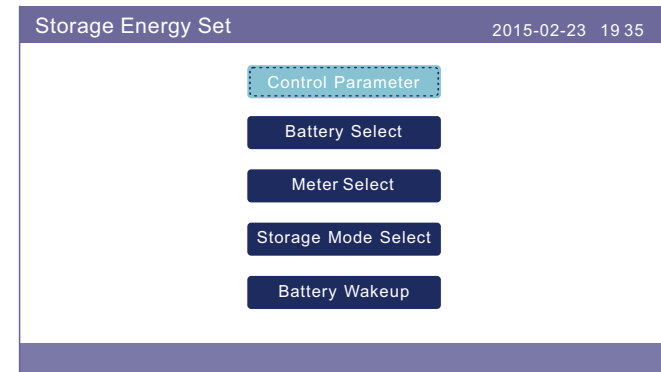 Storage Energy Set
2015-02-23 19 35
Control Parameter
Battery Select
Meter Select
Storage Mode Select
Battery Wakeup